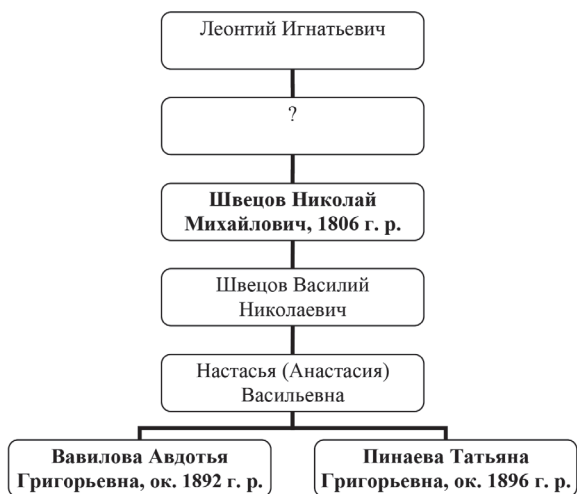 Леонтий Игнатьевич
?
Швецов Николай
Михайлович, 1806 г. р.
Швецов Василий
Николаевич
Настасья (Анастасия)
Васильевна
Вавилова Авдотья
Григорьевна, ок. 1892 г. р.
Пинаева Татьяна
Григорьевна, ок. 1896 г. р.